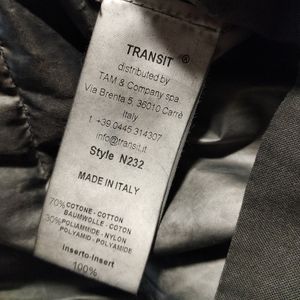 TRANSIT ®
distributed by
TAM & Company spa
Via Brenta 5, 36010 Carrè
Italy
t. +39 0445 314307
info@transit.it
Style N232
MADE IN ITALY
70% COTONE - COTTON
BAUMWOLLE - COTON
30% POLIAMMIDE - NYLON
POLYAMID - POLYAMIDE
Inserto-Insert
100%